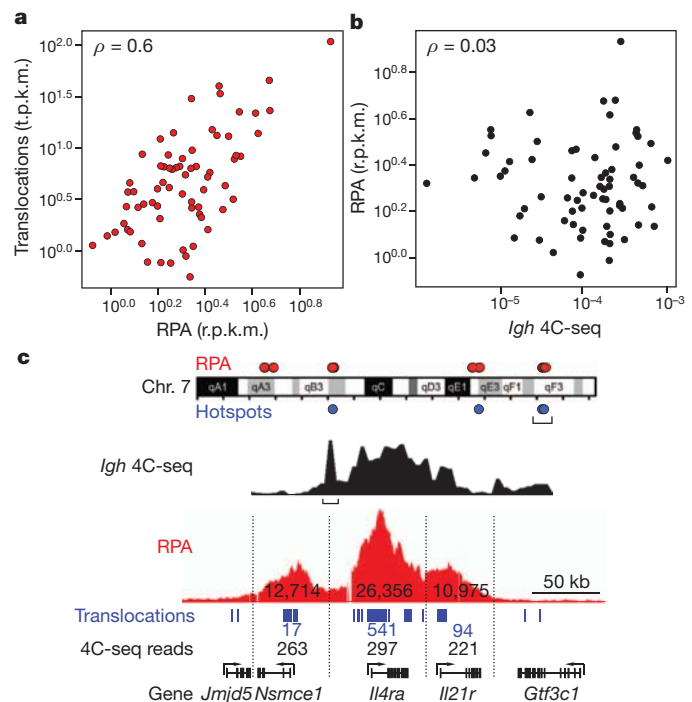 a
ρ = 0.6
Translocations (t.p.k.m.)
10^2.0
10^1.5
10^1.0
10^0.5
10^0.0
10^0.0 10^0.2 10^0.4 10^0.6 10^0.8
RPA (r.p.k.m.)
b
ρ = 0.03
RPA (r.p.k.m.)
10^0.8
10^0.6
10^0.4
10^0.2
10^0.0
10^–5 10^–4 10^–3
Igh 4C-seq
c
RPA
Chr. 7 qA1 qA3 qB3 qC qD3 qE1 qE3 qF1 qF3
Hotspots
Igh 4C-seq
RPA
12,714 26,356 10,975
50 kb
Translocations
17 541 94
4C-seq reads 263 297 221
Gene Jmjd5 Nsmce1 Il4ra Il21r Gtf3c1